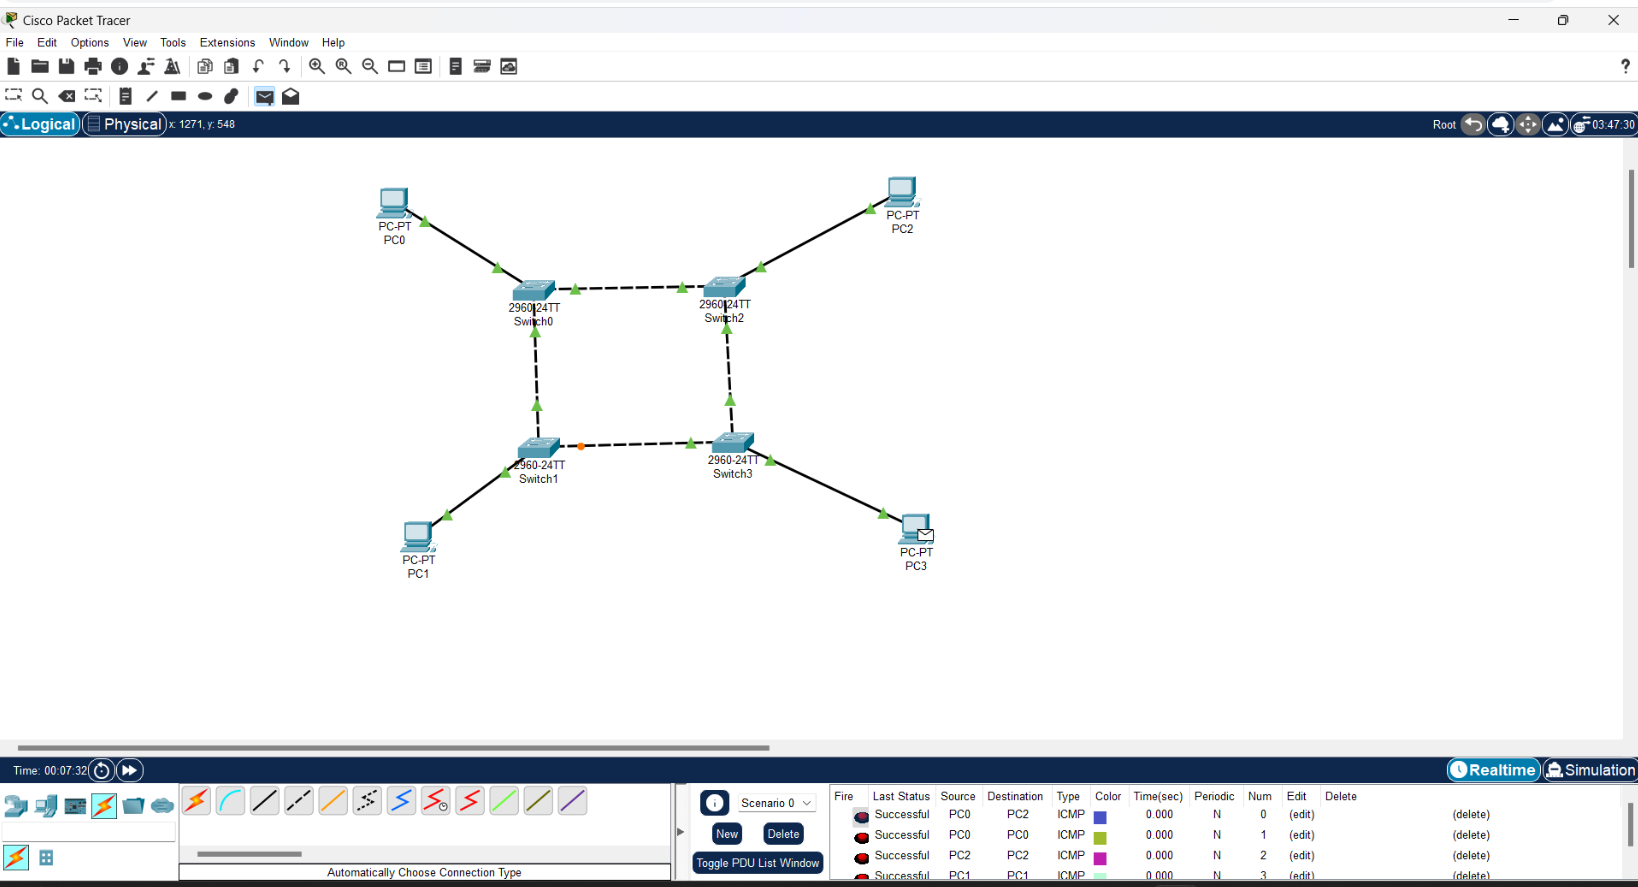 Cisco Packet Tracer
File Edit Options View Tools Extensions Window Help
?
Logical Physical x: 1271, y: 548 Root 03:47:30
PC-PT
PC0
PC-PT
PC2
2960-24TT
Switch0
2960-24TT
Switch2
2960-24TT
Switch1
2960-24TT
Switch3
PC-PT
PC1
PC-PT
PC3
Time: 00:07:32 Realtime Simulation
Scenario 0
New Delete
Toggle PDU List Window
Automatically Choose Connection Type
Fire Last Status Source Destination Type Color Time(sec) Periodic Num Edit Delete
Successful PC0 PC2 ICMP 0.000 N 0 (edit) (delete)
Successful PC0 PC0 ICMP 0.000 N 1 (edit) (delete)
Successful PC2 PC2 ICMP 0.000 N 2 (edit) (delete)
Successful PC1 PC1 ICMP 0.000 N 3 (edit) (delete)